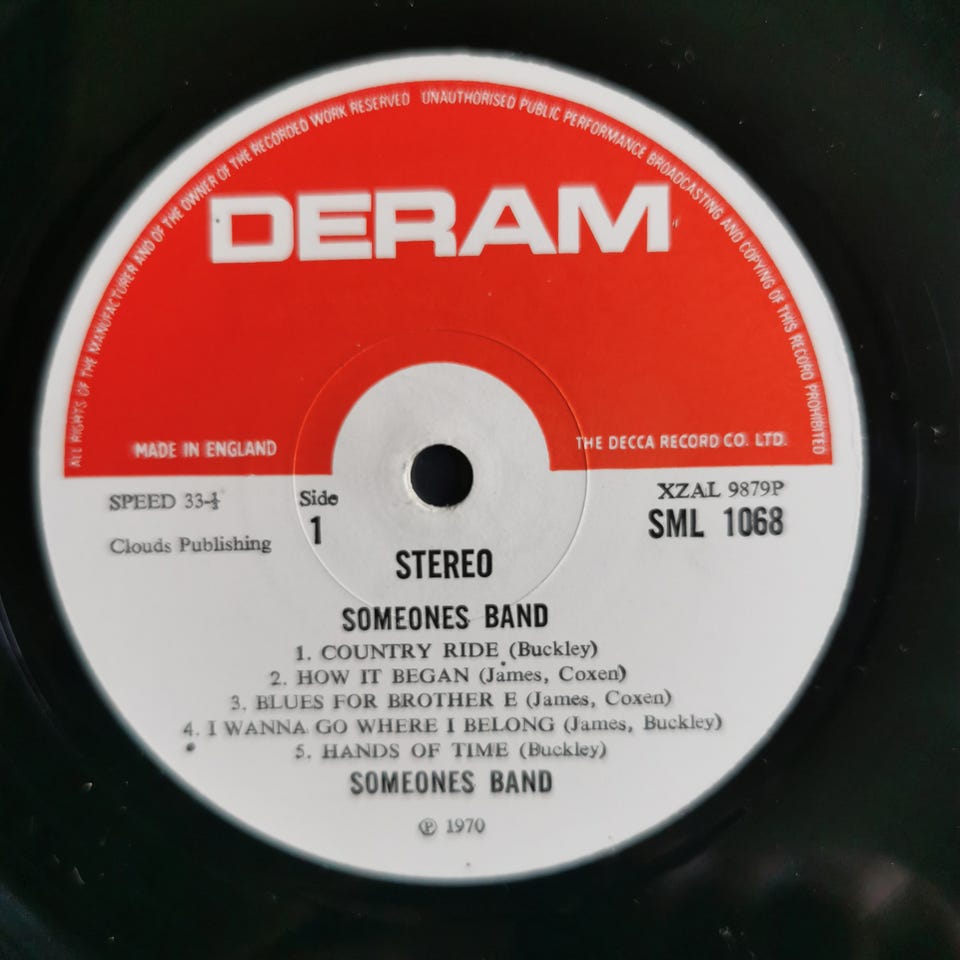 ALL RIGHTS OF THE MANUFACTURER AND OF THE OWNER OF THE RECORDED WORK RESERVED UNAUTHORISED PUBLIC PERFORMANCE BROADCASTING AND COPYING OF THIS RECORD PROHIBITED
DERAM
MADE IN ENGLAND
THE DECCA RECORD CO. LTD.
SPEED 33-⅓
Side
XZAL 9879P
1
SML 1068
Clouds Publishing
STEREO
SOMEONES BAND
1. COUNTRY RIDE (Buckley)
2. HOW IT BEGAN (James, Coxen)
3. BLUES FOR BROTHER E (James, Coxen)
4. I WANNA GO WHERE I BELONG (James, Buckley)
5. HANDS OF TIME (Buckley)
SOMEONES BAND
℗ 1970